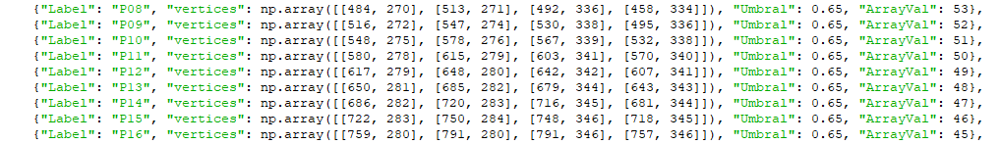 {"Label": "P08", "vertices": np.array([[484, 270], [513, 271], [492, 336], [458, 334]]), "Umbral": 0.65, "ArrayVal": 53},
{"Label": "P09", "vertices": np.array([[516, 272], [547, 274], [530, 338], [495, 336]]), "Umbral": 0.65, "ArrayVal": 52},
{"Label": "P10", "vertices": np.array([[548, 275], [578, 276], [567, 339], [532, 338]]), "Umbral": 0.65, "ArrayVal": 51},
{"Label": "P11", "vertices": np.array([[580, 278], [615, 279], [603, 341], [570, 340]]), "Umbral": 0.65, "ArrayVal": 50},
{"Label": "P12", "vertices": np.array([[617, 279], [648, 280], [642, 342], [607, 341]]), "Umbral": 0.65, "ArrayVal": 49},
{"Label": "P13", "vertices": np.array([[650, 281], [685, 282], [679, 344], [643, 343]]), "Umbral": 0.65, "ArrayVal": 48},
{"Label": "P14", "vertices": np.array([[686, 282], [720, 283], [716, 345], [681, 344]]), "Umbral": 0.65, "ArrayVal": 47},
{"Label": "P15", "vertices": np.array([[722, 283], [750, 284], [748, 346], [718, 345]]), "Umbral": 0.65, "ArrayVal": 46},
{"Label": "P16", "vertices": np.array([[759, 280], [791, 280], [791, 346], [757, 346]]), "Umbral": 0.65, "ArrayVal": 45},